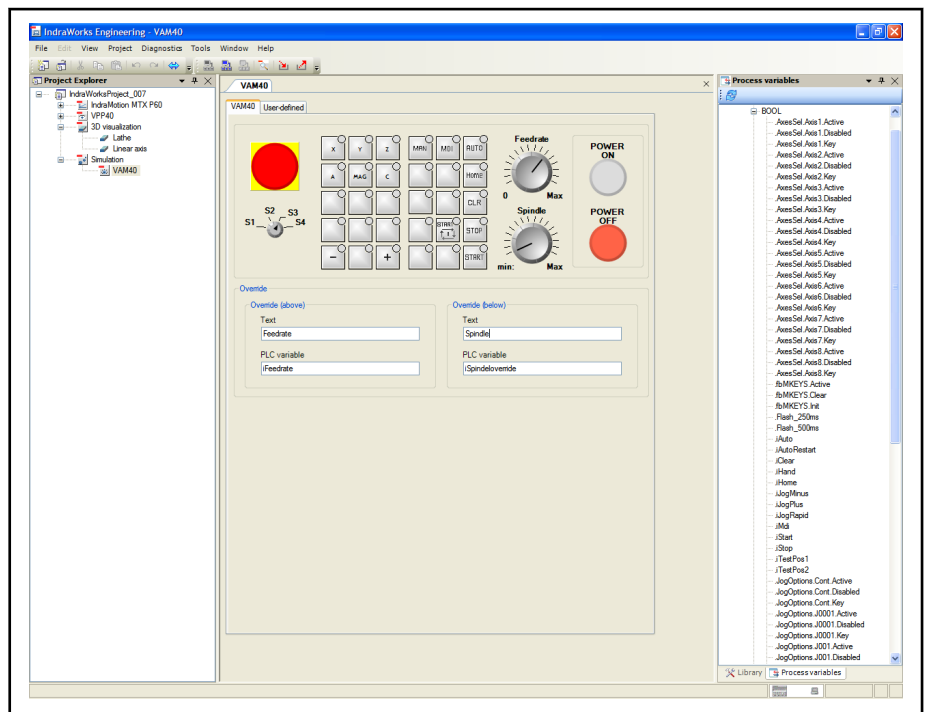 IndraWorks Engineering - VAM40
File Edit View Project Diagnostics Tools Window Help
Project Explorer
IndraWorksProject_007
IndraMotion MTX P60
VPP40
3D visualization
Lathe
Linear axis
Simulation
VAM40
VAM40
VAM40 User-defined
X Y Z MAN MDI AUTO
A MAG C Home
CLR
START STOP
- + START
S1 S2 S3 S4
Feedrate
0 Max
Spindle
min: Max
POWER
ON
POWER
OFF
Override
Override (above)
Text
Feedrate
PLC variable
iFeedrate
Override (below)
Text
Spindle
PLC variable
iSpindeloverride
Process variables
BOOL
.AxesSel.Axis1.Active
.AxesSel.Axis1.Disabled
.AxesSel.Axis1.Key
.AxesSel.Axis2.Active
.AxesSel.Axis2.Disabled
.AxesSel.Axis2.Key
.AxesSel.Axis3.Active
.AxesSel.Axis3.Disabled
.AxesSel.Axis3.Key
.AxesSel.Axis4.Active
.AxesSel.Axis4.Disabled
.AxesSel.Axis4.Key
.AxesSel.Axis5.Active
.AxesSel.Axis5.Disabled
.AxesSel.Axis5.Key
.AxesSel.Axis6.Active
.AxesSel.Axis6.Disabled
.AxesSel.Axis6.Key
.AxesSel.Axis7.Active
.AxesSel.Axis7.Disabled
.AxesSel.Axis7.Key
.AxesSel.Axis8.Active
.AxesSel.Axis8.Disabled
.AxesSel.Axis8.Key
.fbMKEYS.Active
.fbMKEYS.Clear
.fbMKEYS.Init
.Flash_250ms
.Flash_500ms
.iAuto
.iAutoRestart
.iClear
.iHand
.iHome
.iJogMinus
.iJogPlus
.iJogRapid
.iMdi
.iStart
.iStop
.iTestPos1
.iTestPos2
.JogOptions.Cont.Active
.JogOptions.Cont.Disabled
.JogOptions.Cont.Key
.JogOptions.J0001.Active
.JogOptions.J0001.Disabled
.JogOptions.J0001.Key
.JogOptions.J001.Active
.JogOptions.J001.Disabled
Library Process variables